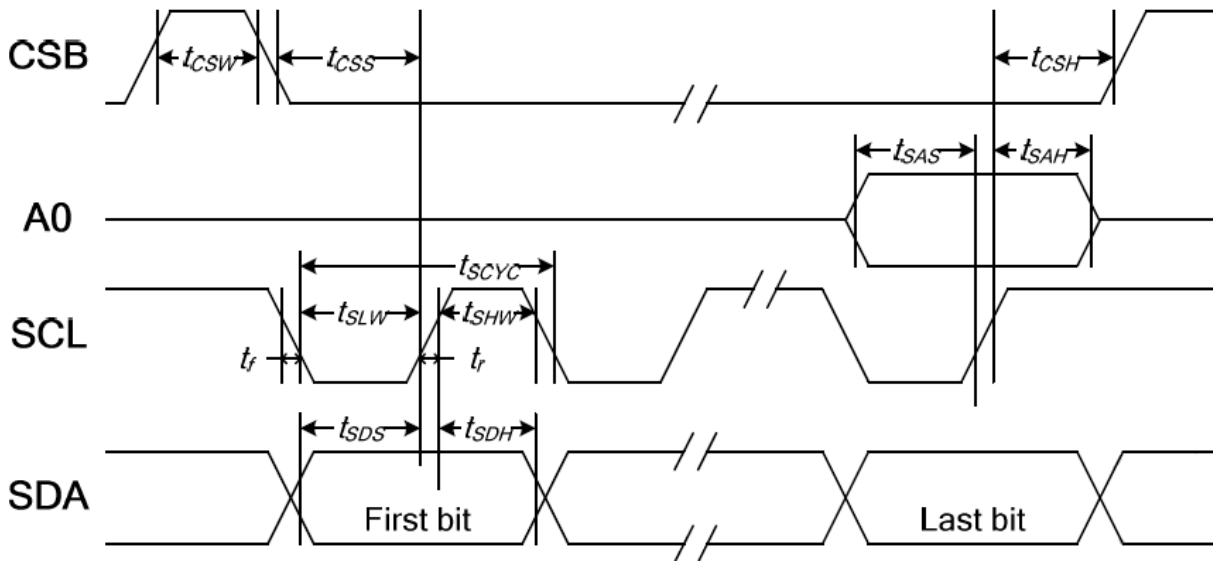 CSB
tCSW
tCSS
tCSH
A0
tSAS
tSAH
tSCYC
SCL
tSLW
tSHW
tf
tr
SDA
tSDS
tSDH
First bit
Last bit